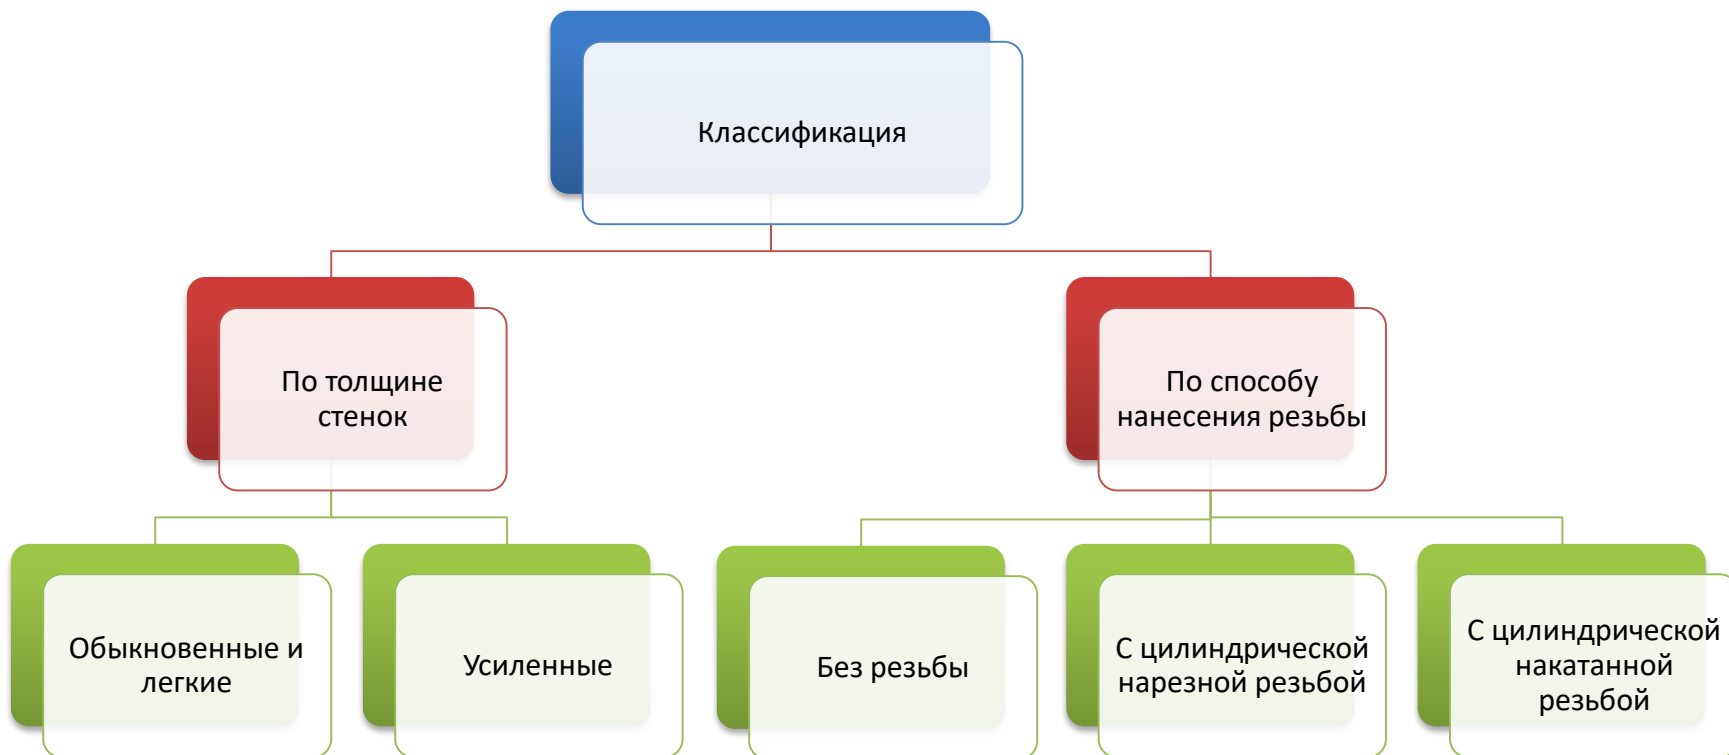 Классификация
По толщине
стенок
По способу
нанесения резьбы
Обыкновенные и
легкие
Усиленные
Без резьбы
С цилиндрической
нарезной резьбой
С цилиндрической
накатанной
резьбой